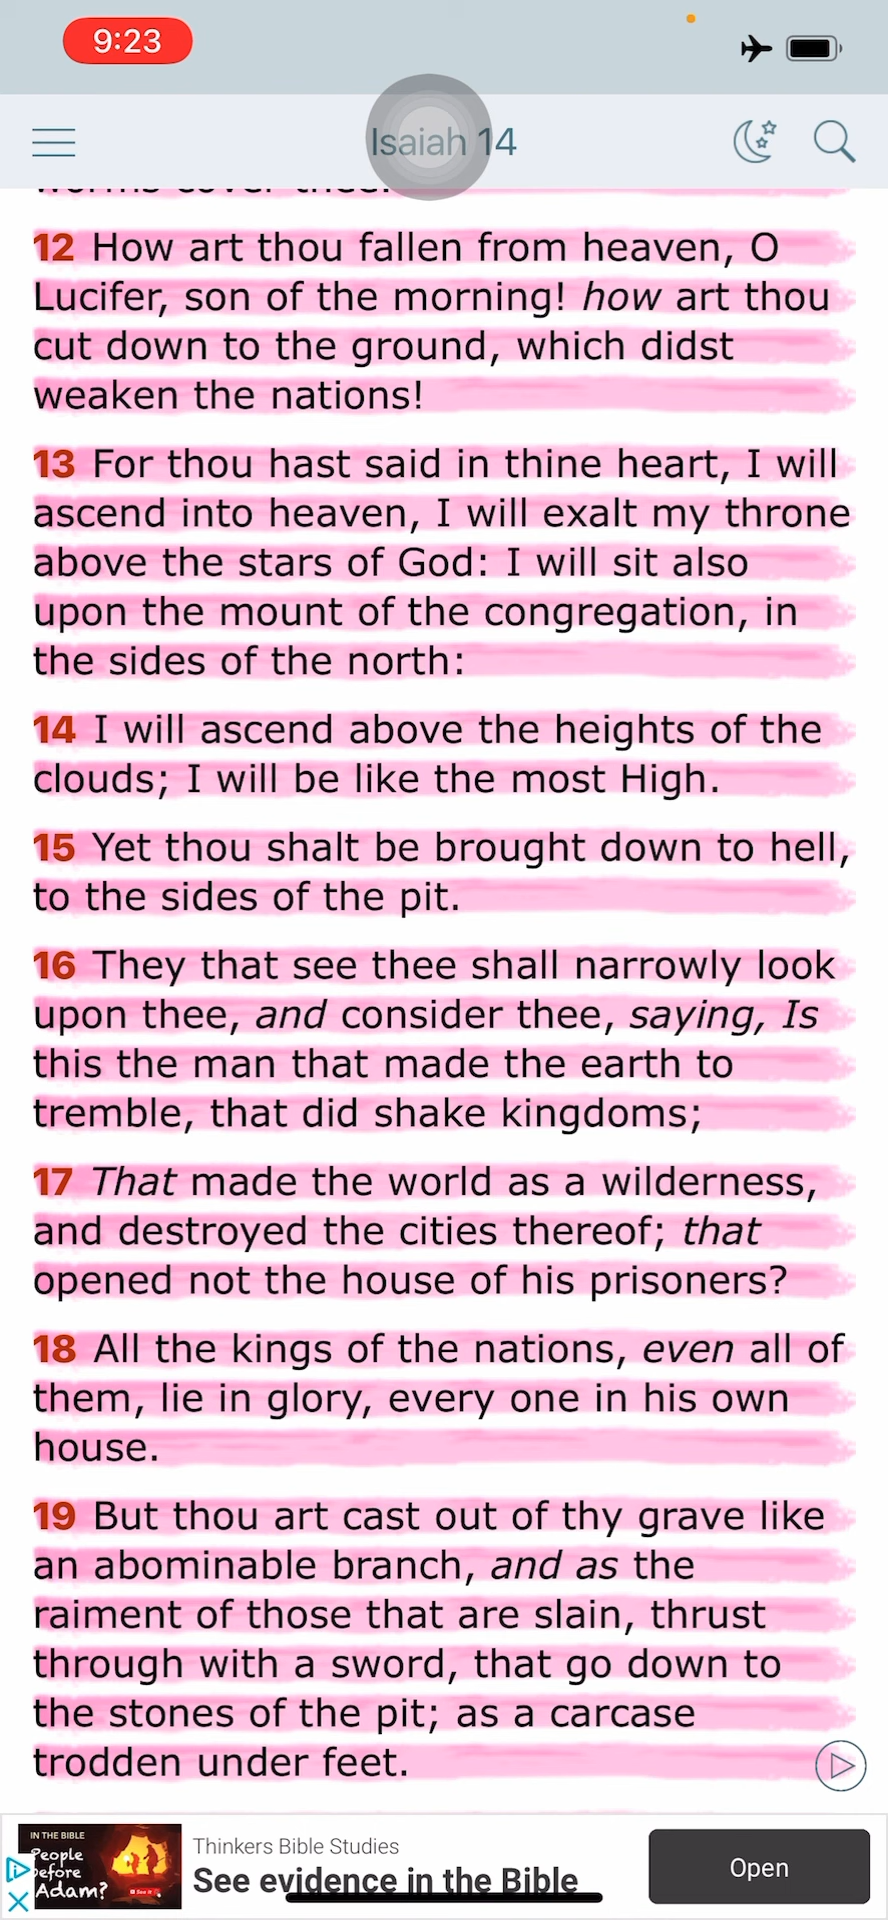 9:23
Isaiah 14
worms cover thee.
12 How art thou fallen from heaven, O
Lucifer, son of the morning! how art thou
cut down to the ground, which didst
weaken the nations!
13 For thou hast said in thine heart, I will
ascend into heaven, I will exalt my throne
above the stars of God: I will sit also
upon the mount of the congregation, in
the sides of the north:
14 I will ascend above the heights of the
clouds; I will be like the most High.
15 Yet thou shalt be brought down to hell,
to the sides of the pit.
16 They that see thee shall narrowly look
upon thee, and consider thee, saying, Is
this the man that made the earth to
tremble, that did shake kingdoms;
17 That made the world as a wilderness,
and destroyed the cities thereof; that
opened not the house of his prisoners?
18 All the kings of the nations, even all of
them, lie in glory, every one in his own
house.
19 But thou art cast out of thy grave like
an abominable branch, and as the
raiment of those that are slain, thrust
through with a sword, that go down to
the stones of the pit; as a carcase
trodden under feet.
IN THE BIBLE
People
before
Adam?
Thinkers Bible Studies
See evidence in the Bible
Open